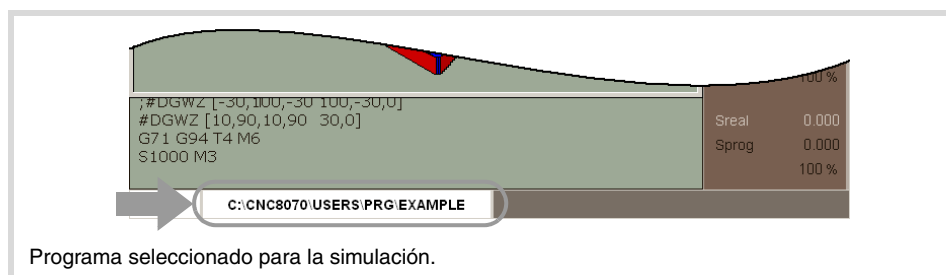 100 %
;#DGWZ [-30,100,-30 100,-30,0]
#DGWZ [10,90,10,90 30,0]
G71 G94 T4 M6
S1000 M3
Sreal 0.000
Sprog 0.000
100 %
C:\CNC8070\USERS\PRG\EXAMPLE
Programa seleccionado para la simulación.